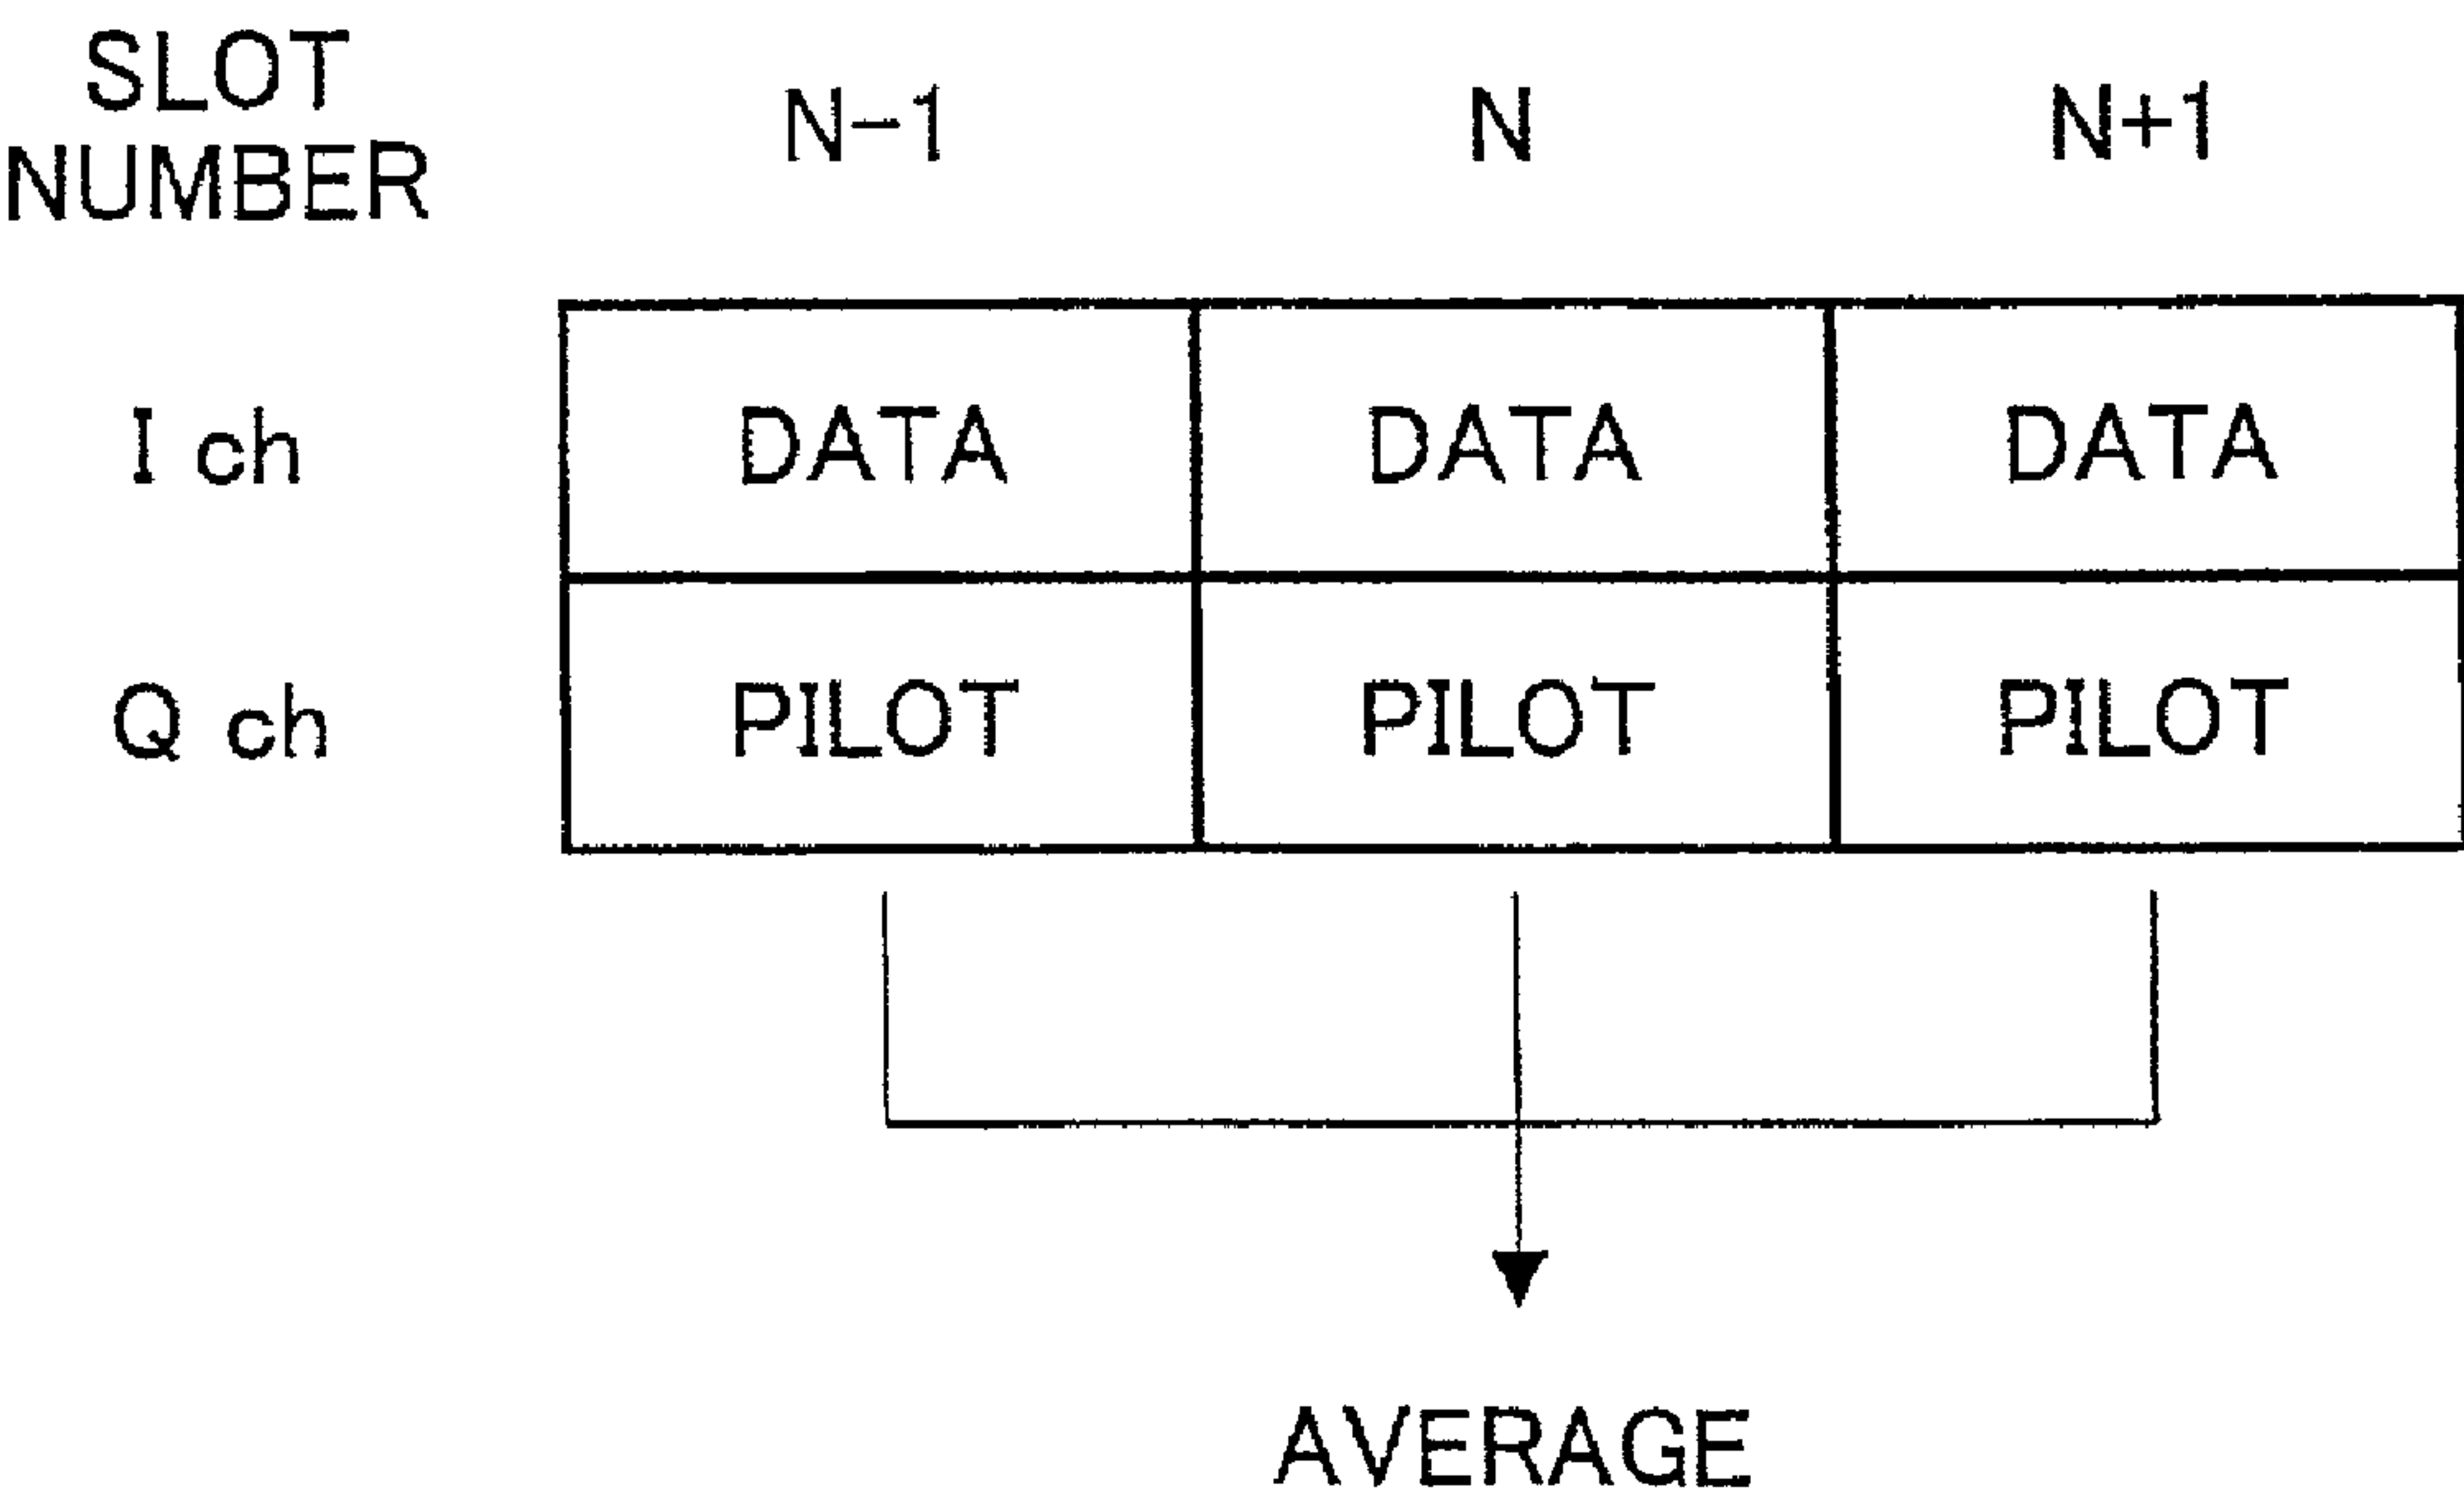 SLOT
NUMBER
N-1 N N+1
I ch DATA DATA DATA
Q ch PILOT PILOT PILOT
AVERAGE